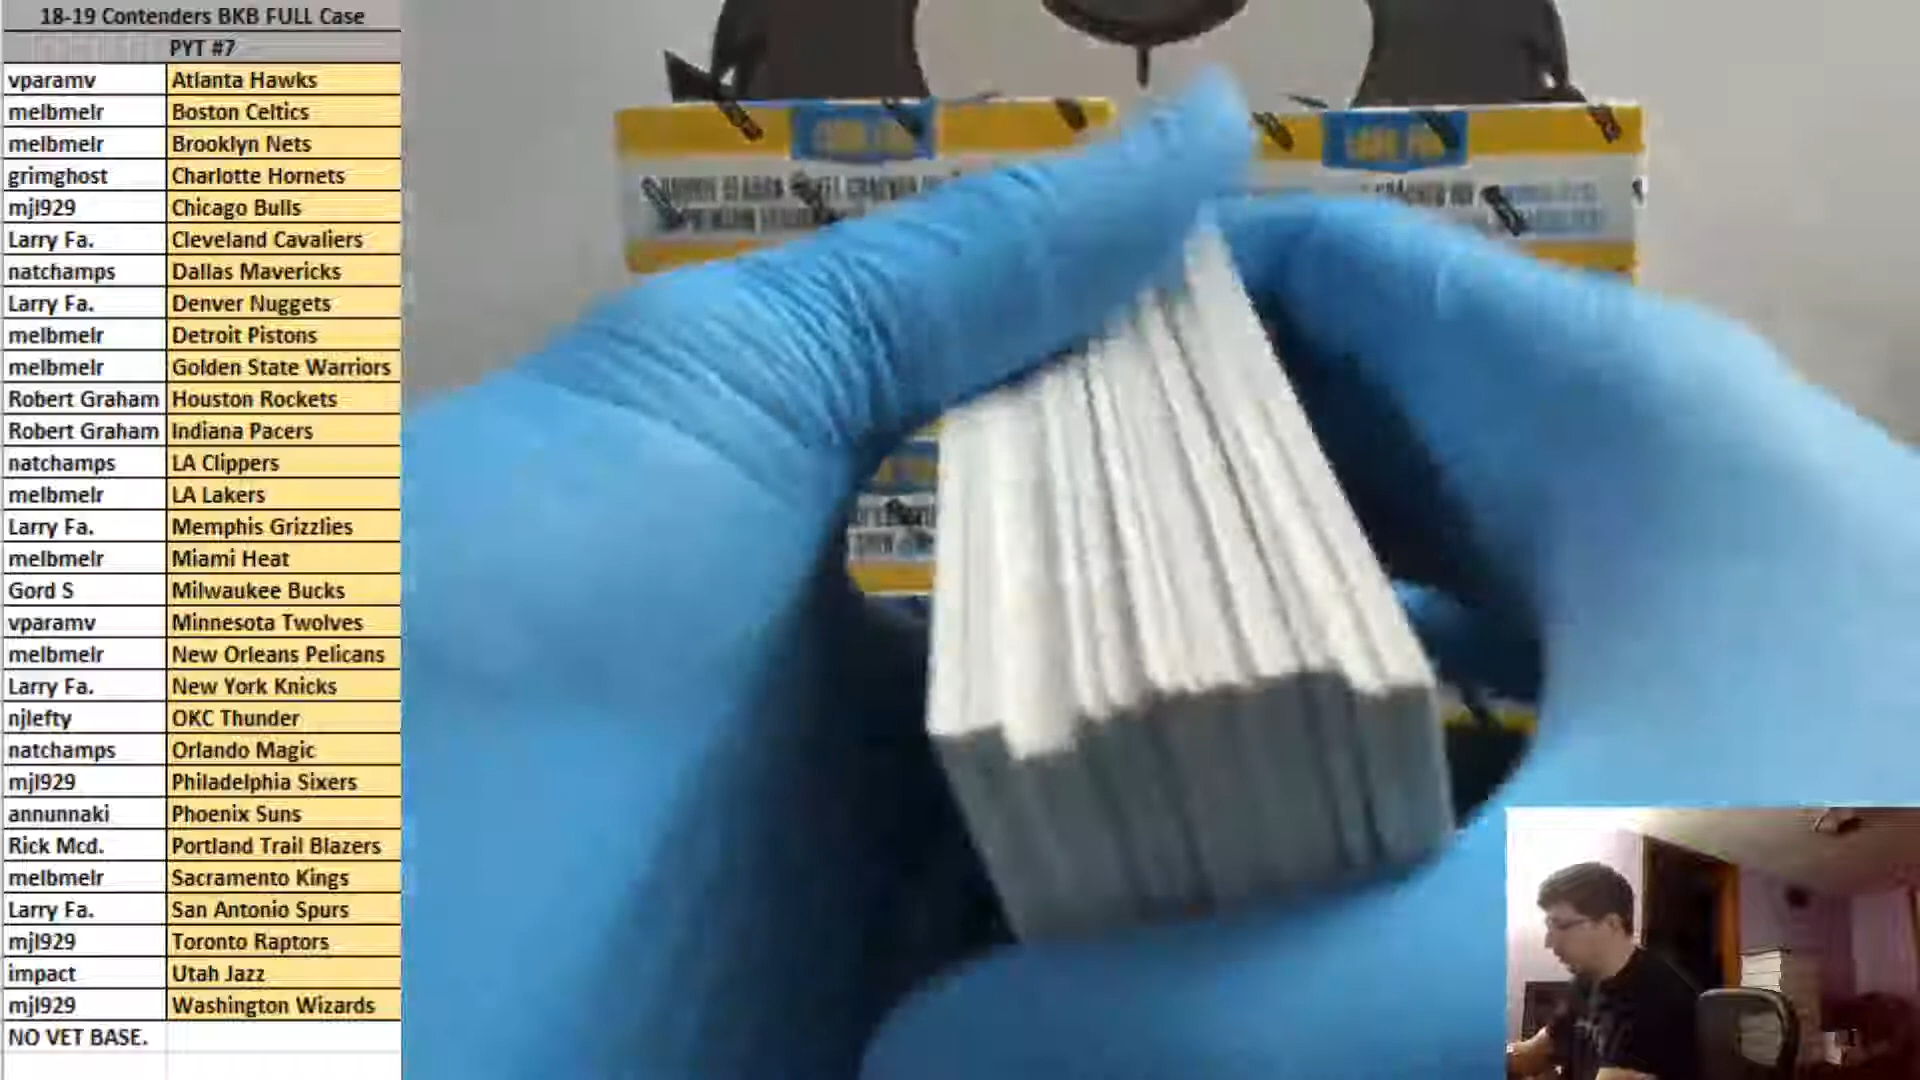 18-19 Contenders BKB FULL Case
PYT #7
vparamv Atlanta Hawks
melbmelr Boston Celtics
melbmelr Brooklyn Nets
grimghost Charlotte Hornets
mjl929 Chicago Bulls
Larry Fa. Cleveland Cavaliers
natchamps Dallas Mavericks
Larry Fa. Denver Nuggets
melbmelr Detroit Pistons
melbmelr Golden State Warriors
Robert Graham Houston Rockets
Robert Graham Indiana Pacers
natchamps LA Clippers
melbmelr LA Lakers
Larry Fa. Memphis Grizzlies
melbmelr Miami Heat
Gord S Milwaukee Bucks
vparamv Minnesota Twolves
melbmelr New Orleans Pelicans
Larry Fa. New York Knicks
njlefty OKC Thunder
natchamps Orlando Magic
mjl929 Philadelphia Sixers
annunnaki Phoenix Suns
Rick Mcd. Portland Trail Blazers
melbmelr Sacramento Kings
Larry Fa. San Antonio Spurs
mjl929 Toronto Raptors
impact Utah Jazz
mjl929 Washington Wizards
NO VET BASE.